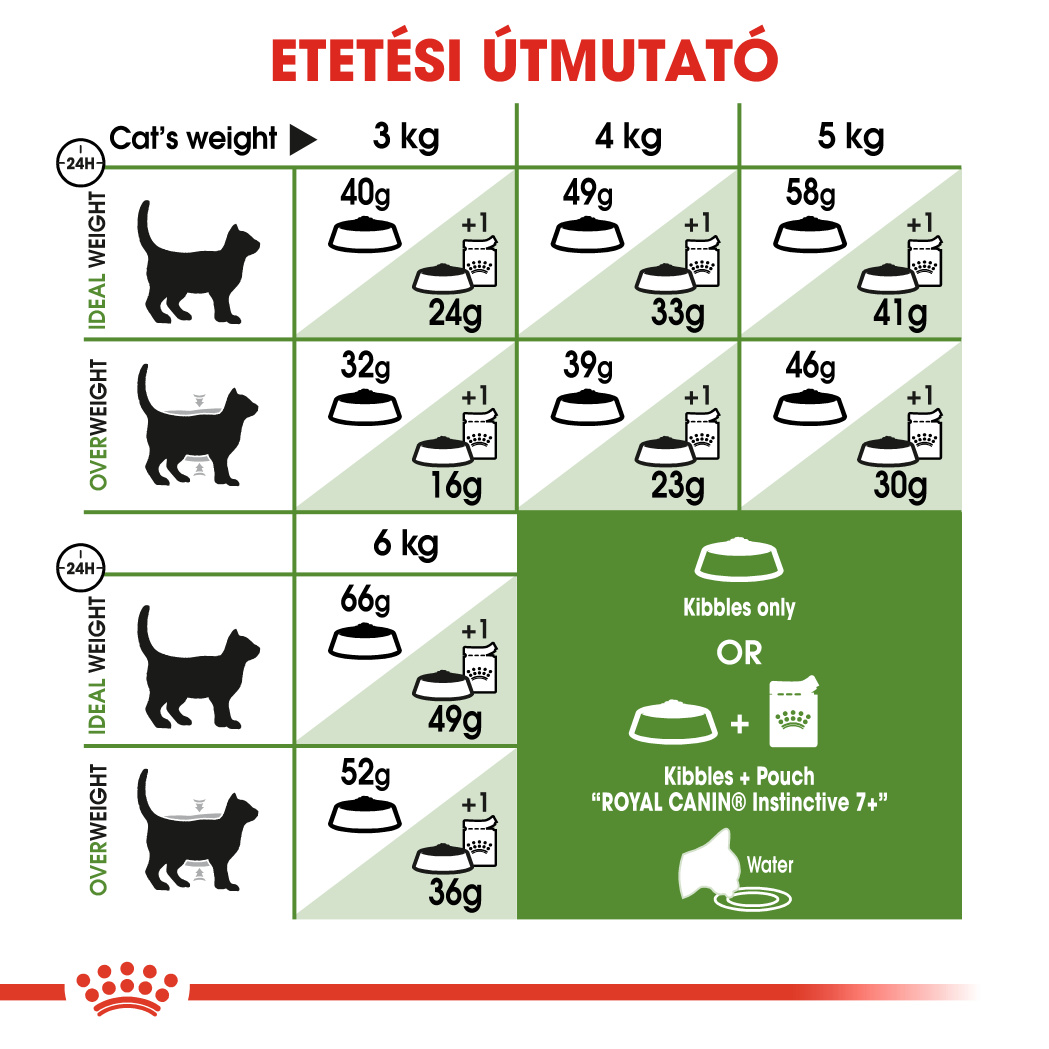 ETETÉSI ÚTMUTATÓ
Cat's weight 3 kg 4 kg 5 kg
24H
IDEAL WEIGHT
40g 49g 58g
+1 +1 +1
24g 33g 41g
OVERWEIGHT
32g 39g 46g
+1 +1 +1
16g 23g 30g
6 kg
24H
IDEAL WEIGHT
66g
+1
49g
OVERWEIGHT
52g
+1
36g
Kibbles only
OR
+
Kibbles + Pouch
“ROYAL CANIN® Instinctive 7+”
Water